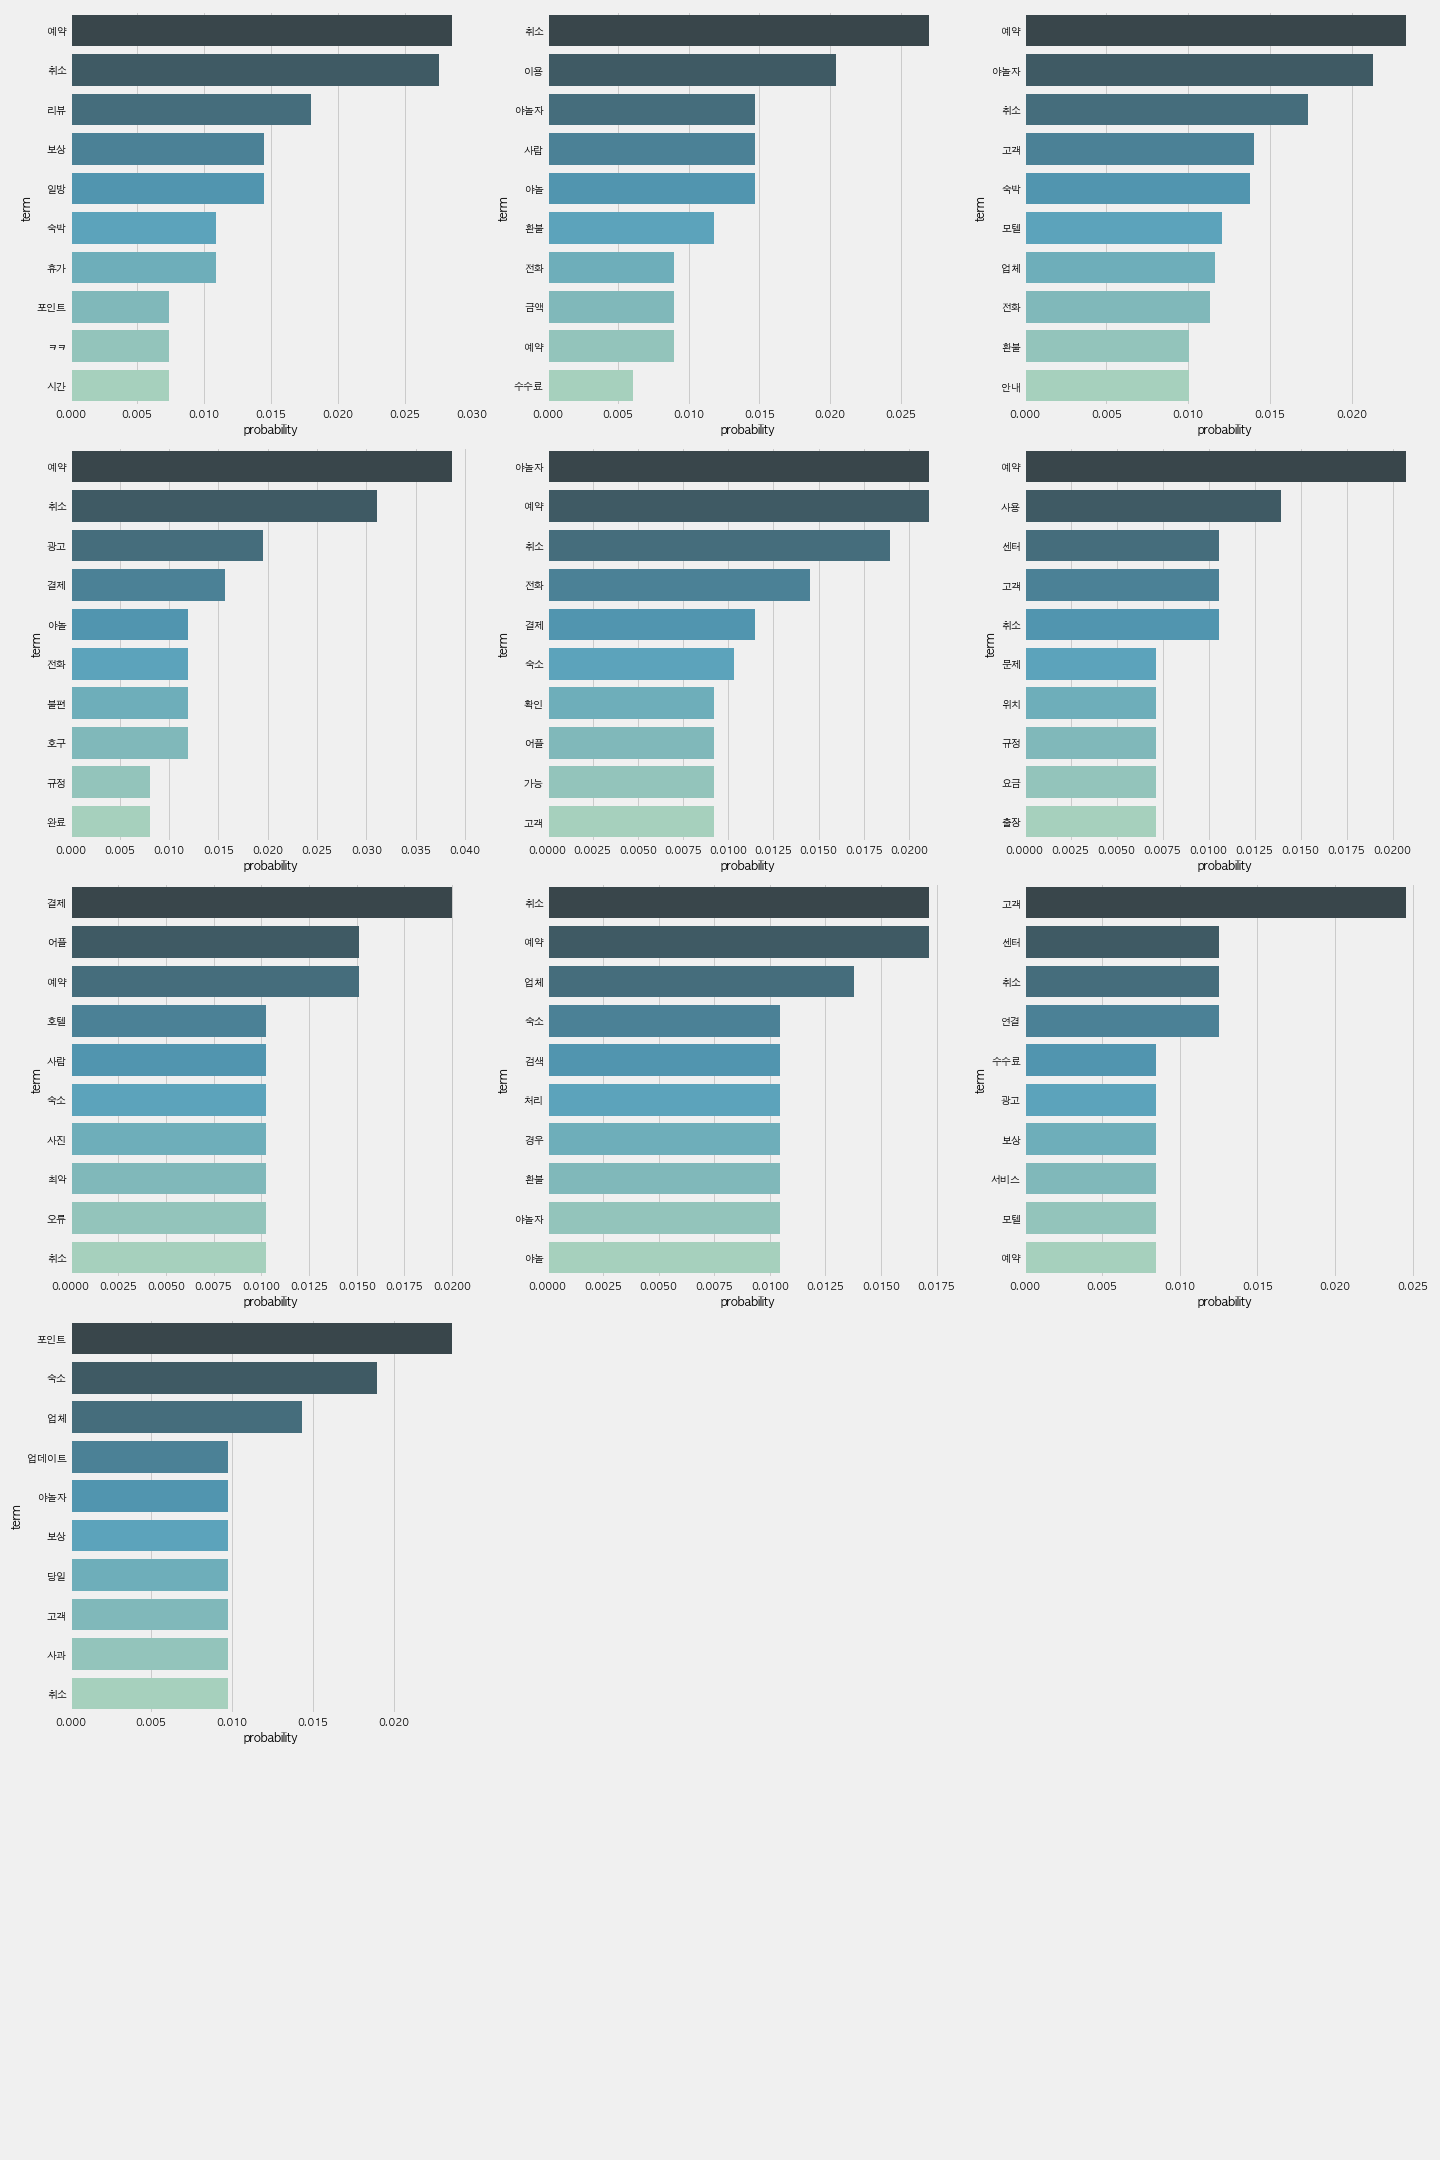 예약
취소
리뷰
보상
일방
숙박
휴가
포인트
ㅋㅋ
시간
term
0.000 0.005 0.010 0.015 0.020 0.025 0.030
probability
취소
이용
야놀자
사람
야놀
환불
전화
금액
예약
수수료
term
0.000 0.005 0.010 0.015 0.020 0.025
probability
예약
야놀자
취소
고객
숙박
모텔
업체
전화
환불
안내
term
0.000 0.005 0.010 0.015 0.020
probability
예약
취소
광고
결제
야놀
전화
불편
호구
규정
완료
term
0.000 0.005 0.010 0.015 0.020 0.025 0.030 0.035 0.040
probability
야놀자
예약
취소
전화
결제
숙소
확인
어플
가능
고객
term
0.0000 0.0025 0.0050 0.0075 0.0100 0.0125 0.0150 0.0175 0.0200
probability
예약
사용
센터
고객
취소
문제
위치
규정
요금
출장
term
0.0000 0.0025 0.0050 0.0075 0.0100 0.0125 0.0150 0.0175 0.0200
probability
결제
어플
예약
호텔
사람
숙소
사진
최악
오류
취소
term
0.0000 0.0025 0.0050 0.0075 0.0100 0.0125 0.0150 0.0175 0.0200
probability
취소
예약
업체
숙소
검색
처리
경우
환불
야놀자
야놀
term
0.0000 0.0025 0.0050 0.0075 0.0100 0.0125 0.0150 0.0175
probability
고객
센터
취소
연결
수수료
광고
보상
서비스
모텔
예약
term
0.000 0.005 0.010 0.015 0.020 0.025
probability
포인트
숙소
업체
업데이트
야놀자
보상
당일
고객
사과
취소
term
0.000 0.005 0.010 0.015 0.020
probability